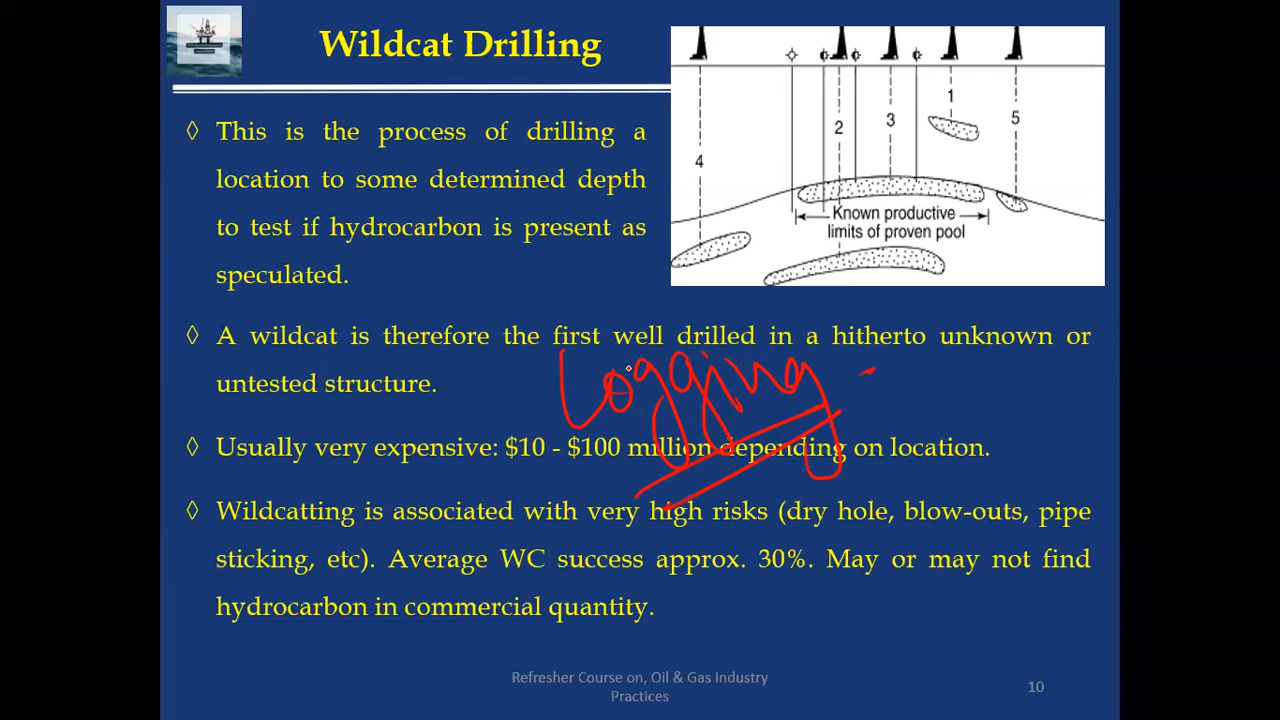 Wildcat Drilling
◊ This is the process of drilling a
location to some determined depth
to test if hydrocarbon is present as
speculated.
1
2
3
5
4
Known productive
limits of proven pool
◊ A wildcat is therefore the first well drilled in a hitherto unknown or
untested structure.
Logging
◊ Usually very expensive: $10 - $100 million depending on location.
◊ Wildcatting is associated with very high risks (dry hole, blow-outs, pipe
sticking, etc). Average WC success approx. 30%. May or may not find
hydrocarbon in commercial quantity.
Refresher Course on, Oil & Gas Industry
Practices
10